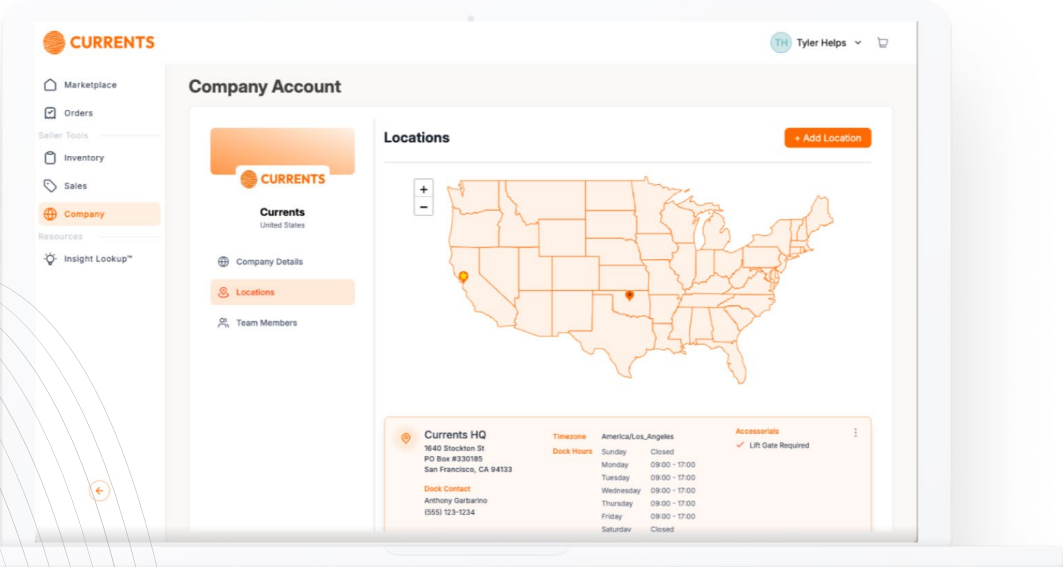 CURRENTS
TH Tyler Helps
Marketplace
Orders
Seller Tools
Inventory
Sales
Company
Resources
Insight Lookup™
Company Account
CURRENTS
Currents
United States
Company Details
Locations
Team Members
Locations
+ Add Location
+
−
Currents HQ
1640 Stockton St
PO Box #330185
San Francisco, CA 94133
Dock Contact
Anthony Garbarino
(555) 123-1234
Timezone America/Los_Angeles
Dock Hours Sunday Closed
Monday 09:00 - 17:00
Tuesday 09:00 - 17:00
Wednesday 09:00 - 17:00
Thursday 09:00 - 17:00
Friday 09:00 - 17:00
Saturday Closed
Accessorials
Lift Gate Required